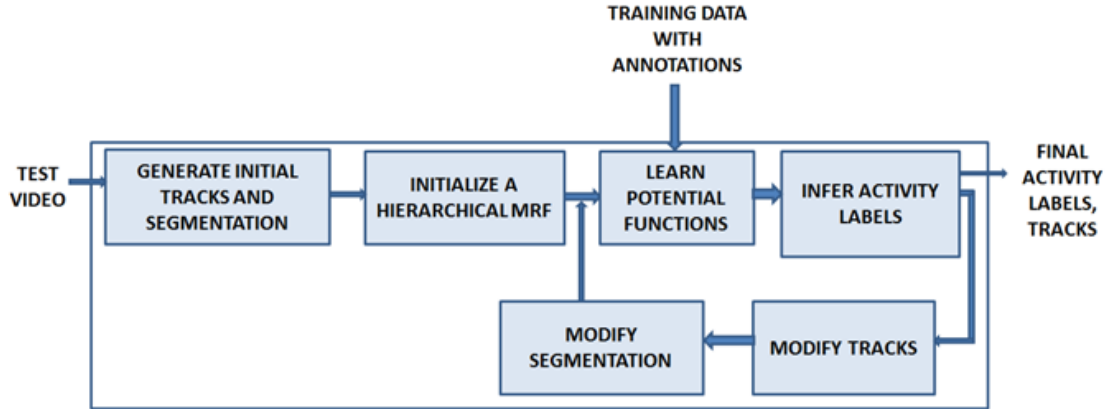 TRAINING DATA
WITH
ANNOTATIONS
TEST
VIDEO
GENERATE INITIAL
TRACKS AND
SEGMENTATION
INITIALIZE A
HIERARCHICAL MRF
LEARN
POTENTIAL
FUNCTIONS
INFER ACTIVITY
LABELS
FINAL
ACTIVITY
LABELS,
TRACKS
MODIFY
SEGMENTATION
MODIFY TRACKS